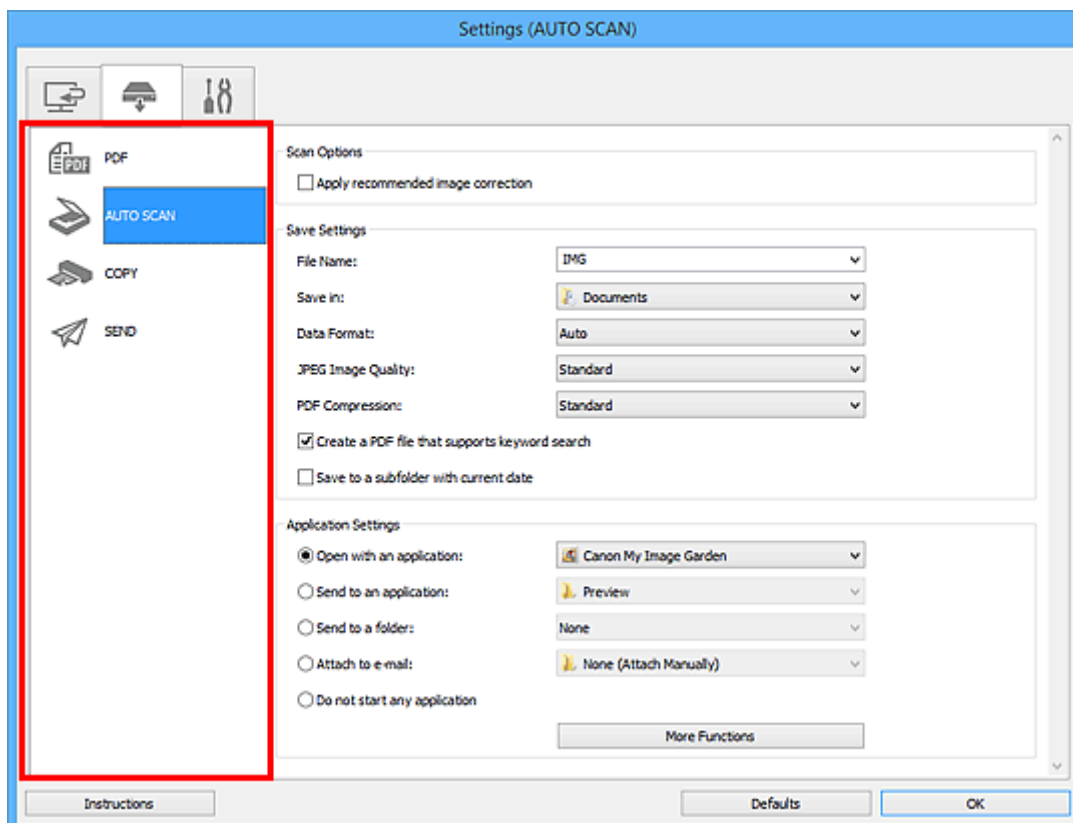 Settings (AUTO SCAN)
PDF
PDF
AUTO SCAN
COPY
SEND
Scan Options
Apply recommended image correction
Save Settings
File Name: IMG
Save in: Documents
Data Format: Auto
JPEG Image Quality: Standard
PDF Compression: Standard
Create a PDF file that supports keyword search
Save to a subfolder with current date
Application Settings
Open with an application: Canon My Image Garden
Send to an application: Preview
Send to a folder: None
Attach to e-mail: None (Attach Manually)
Do not start any application
More Functions
Instructions
Defaults
OK